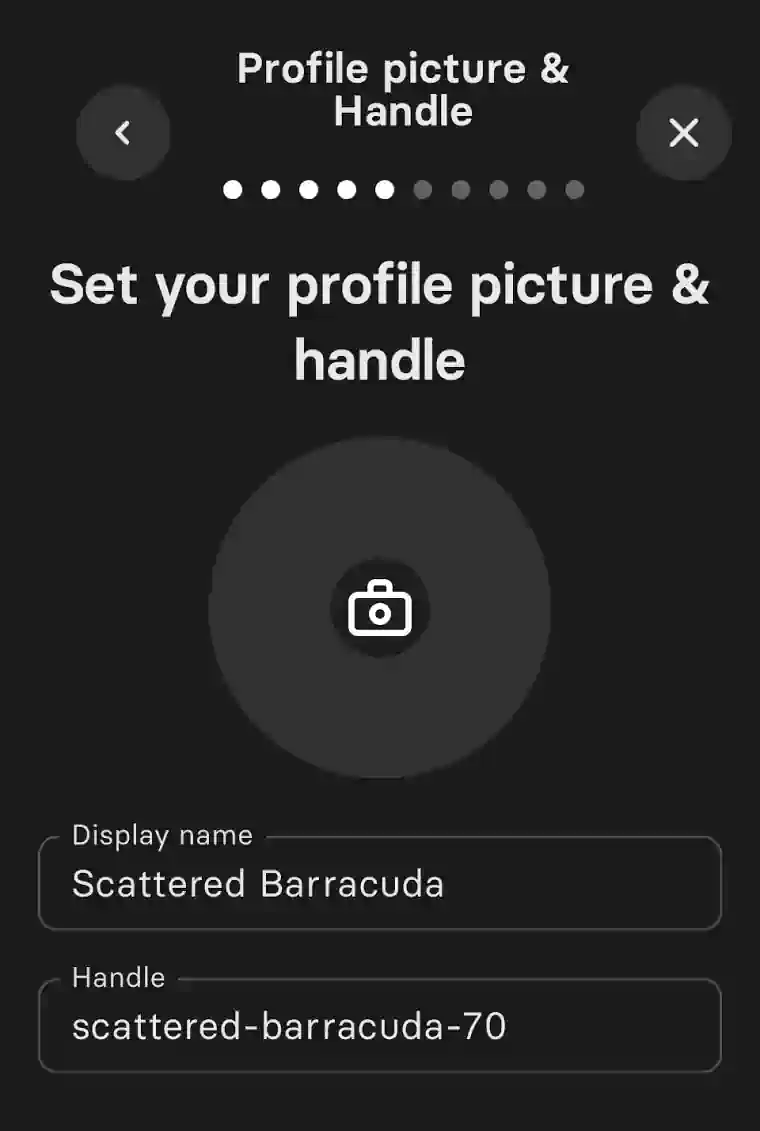 Profile picture &
Handle
Set your profile picture &
handle
Display name
Scattered Barracuda
Handle
scattered-barracuda-70